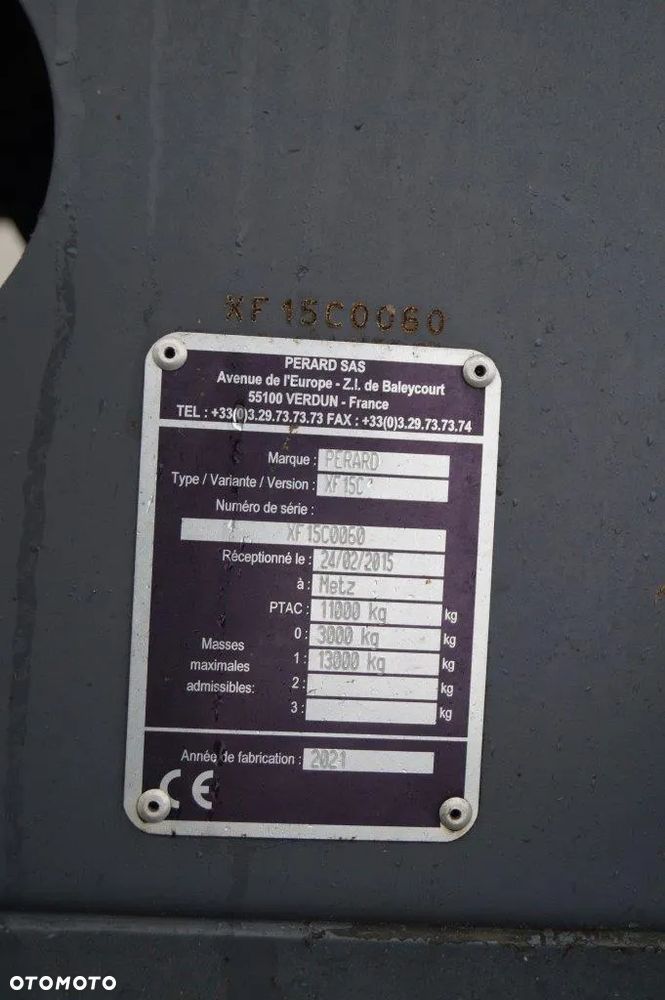 XF15C0060
PERARD SAS
Avenue de l'Europe - Z.I. de Baleycourt
55100 VERDUN - France
TEL : +33(0)3.29.73.73.73 FAX : +33(0)3.29.73.73.74
Marque : PERARD
Type / Variante / Version : XF15C
Numéro de série :
XF15C0060
Réceptionné le : 24/02/2015
à : Metz
PTAC : 11000 kg kg
Masses maximales admissibles:
0 : 3000 kg kg
1 : 13000 kg kg
2 : kg
3 : kg
Année de fabrication : 2021
CE
OTOMOTO